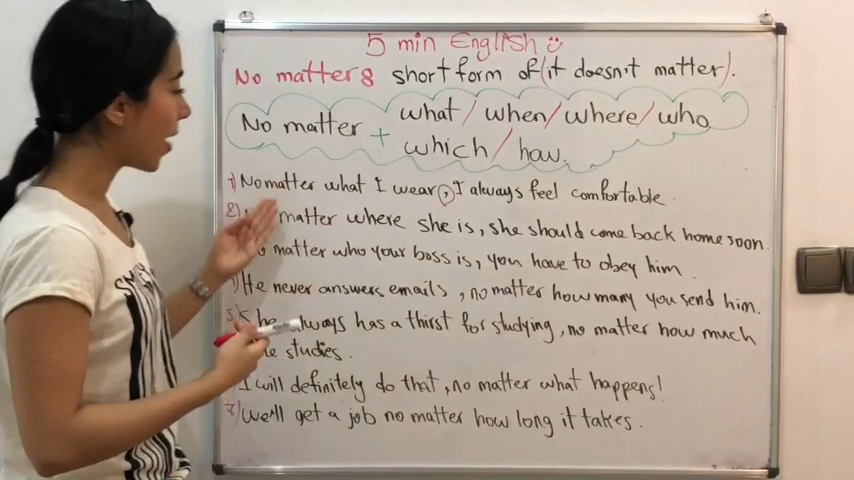 5 min English
No matter: short form of (it doesn't matter).
No matter + what / when / where / who
which / how.
1) No matter what I wear, I always feel comfortable.
2) matter where she is, she should come back home soon.
matter who your boss is, you have to obey him.
He never answers emails, no matter how many you send him.
5) always has a thirst for studying, no matter how much
studies.
I will definitely do that, no matter what happens!
7) We'll get a job no matter how long it takes.